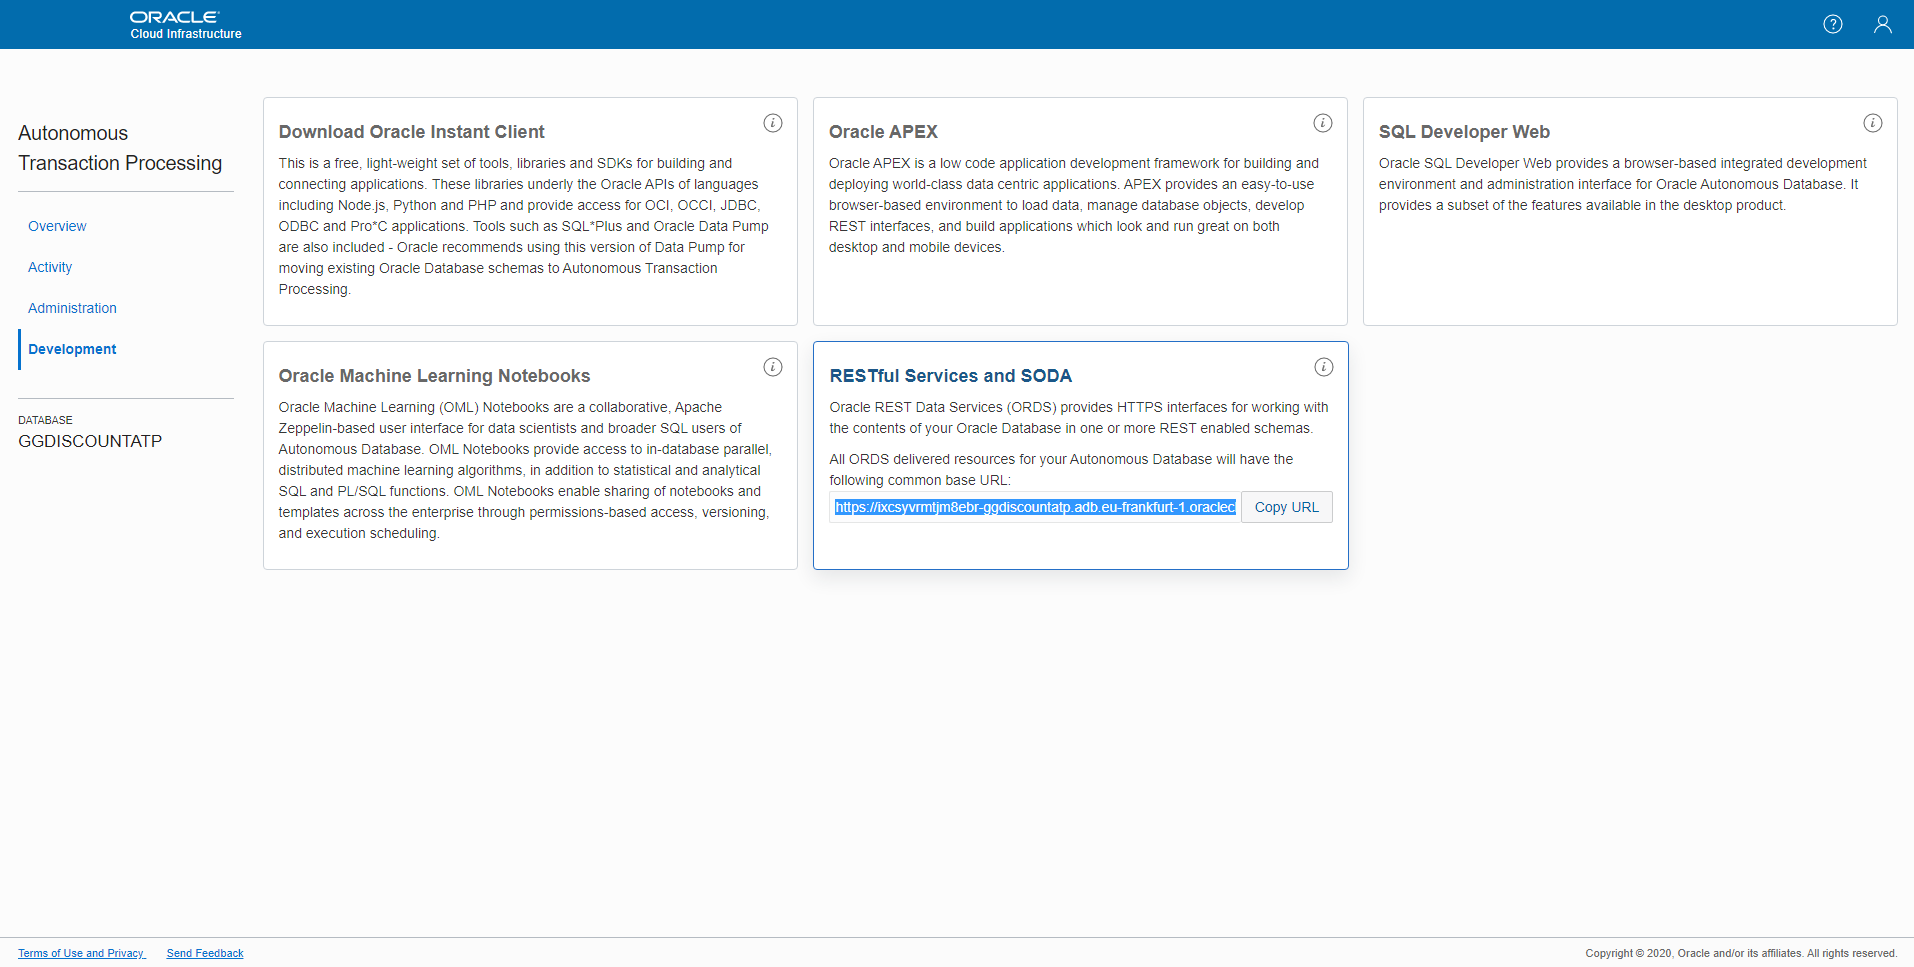 ORACLE
Cloud Infrastructure
Autonomous
Transaction Processing
Overview
Activity
Administration
Development
DATABASE
GGDISCOUNTATP
Download Oracle Instant Client
This is a free, light-weight set of tools, libraries and SDKs for building and
connecting applications. These libraries underly the Oracle APIs of languages
including Node.js, Python and PHP and provide access for OCI, OCCI, JDBC,
ODBC and Pro*C applications. Tools such as SQL*Plus and Oracle Data Pump
are also included - Oracle recommends using this version of Data Pump for
moving existing Oracle Database schemas to Autonomous Transaction
Processing.
Oracle APEX
Oracle APEX is a low code application development framework for building and
deploying world-class data centric applications. APEX provides an easy-to-use
browser-based environment to load data, manage database objects, develop
REST interfaces, and build applications which look and run great on both
desktop and mobile devices.
SQL Developer Web
Oracle SQL Developer Web provides a browser-based integrated development
environment and administration interface for Oracle Autonomous Database. It
provides a subset of the features available in the desktop product.
Oracle Machine Learning Notebooks
Oracle Machine Learning (OML) Notebooks are a collaborative, Apache
Zeppelin-based user interface for data scientists and broader SQL users of
Autonomous Database. OML Notebooks provide access to in-database parallel,
distributed machine learning algorithms, in addition to statistical and analytical
SQL and PL/SQL functions. OML Notebooks enable sharing of notebooks and
templates across the enterprise through permissions-based access, versioning,
and execution scheduling.
RESTful Services and SODA
Oracle REST Data Services (ORDS) provides HTTPS interfaces for working with
the contents of your Oracle Database in one or more REST enabled schemas.
All ORDS delivered resources for your Autonomous Database will have the
following common base URL:
https://ixcsyvrmtjm8ebr-ggdiscountatp.adb.eu-frankfurt-1.oraclecl
Copy URL
Terms of Use and Privacy
Send Feedback
Copyright © 2020, Oracle and/or its affiliates. All rights reserved.